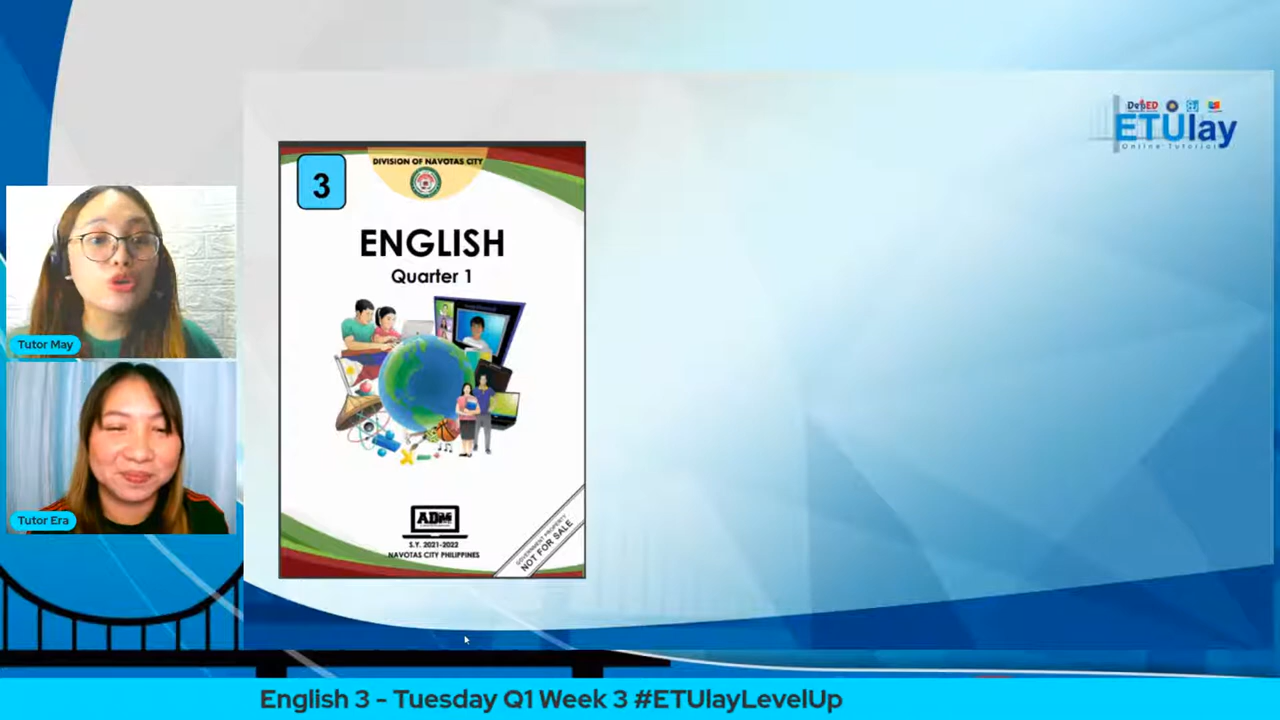 DepED
ETUlay
Online Tutorial
3
DIVISION OF NAVOTAS CITY
ENGLISH
Quarter 1
ADM
S.Y. 2021-2022
NAVOTAS CITY PHILIPPINES
GOVERNMENT PROPERTY
NOT FOR SALE
Tutor May
Tutor Era
English 3 - Tuesday Q1 Week 3 #ETUlayLevelUp